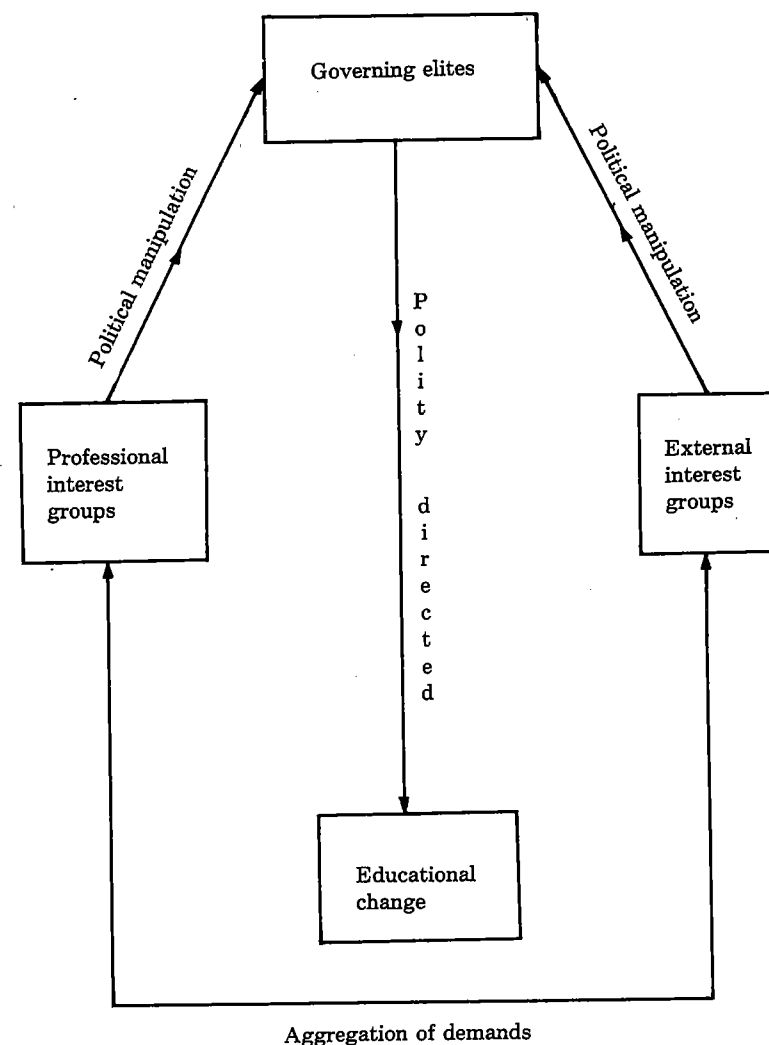 Governing elites
Political manipulation
Political manipulation
Polity directed
Professional
interest
groups
External
interest
groups
Educational
change
Aggregation of demands